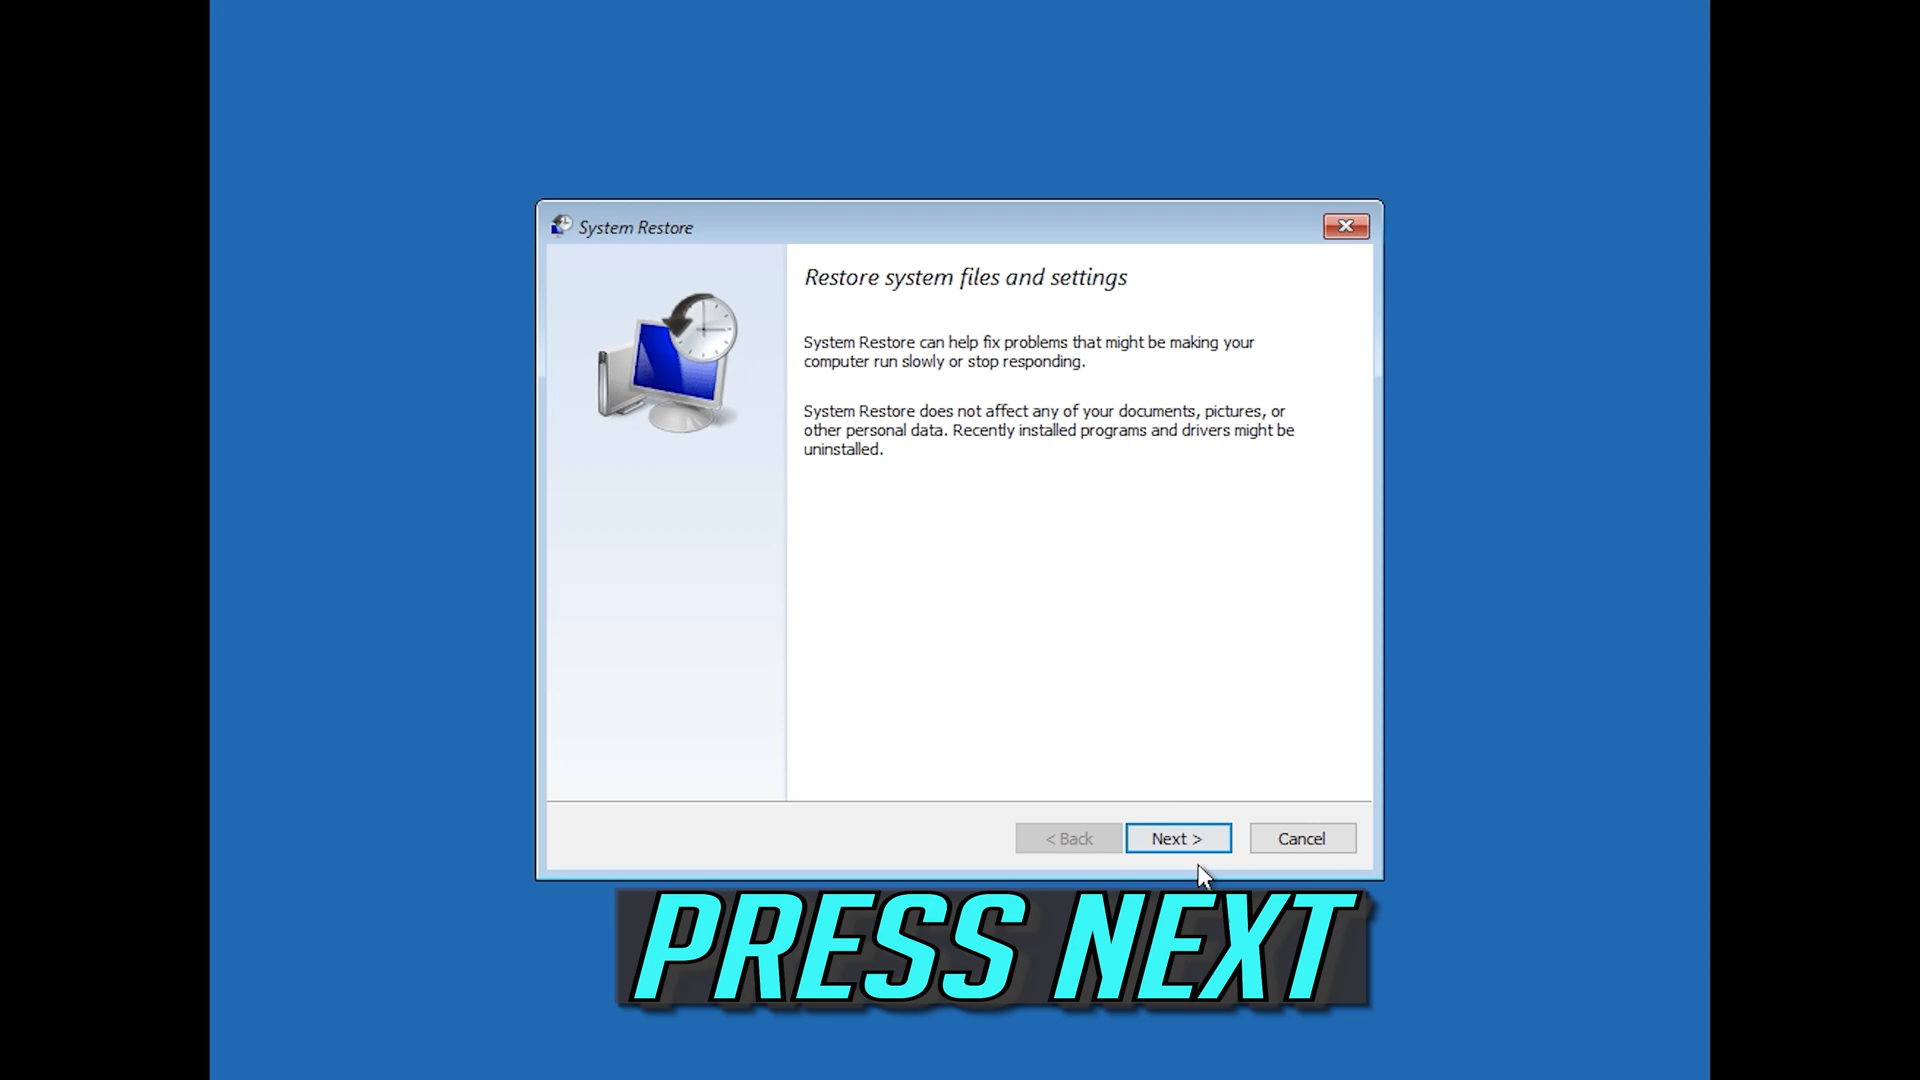 System Restore
Restore system files and settings
System Restore can help fix problems that might be making your
computer run slowly or stop responding.
System Restore does not affect any of your documents, pictures, or
other personal data. Recently installed programs and drivers might be
uninstalled.
< Back
Next >
Cancel
PRESS NEXT